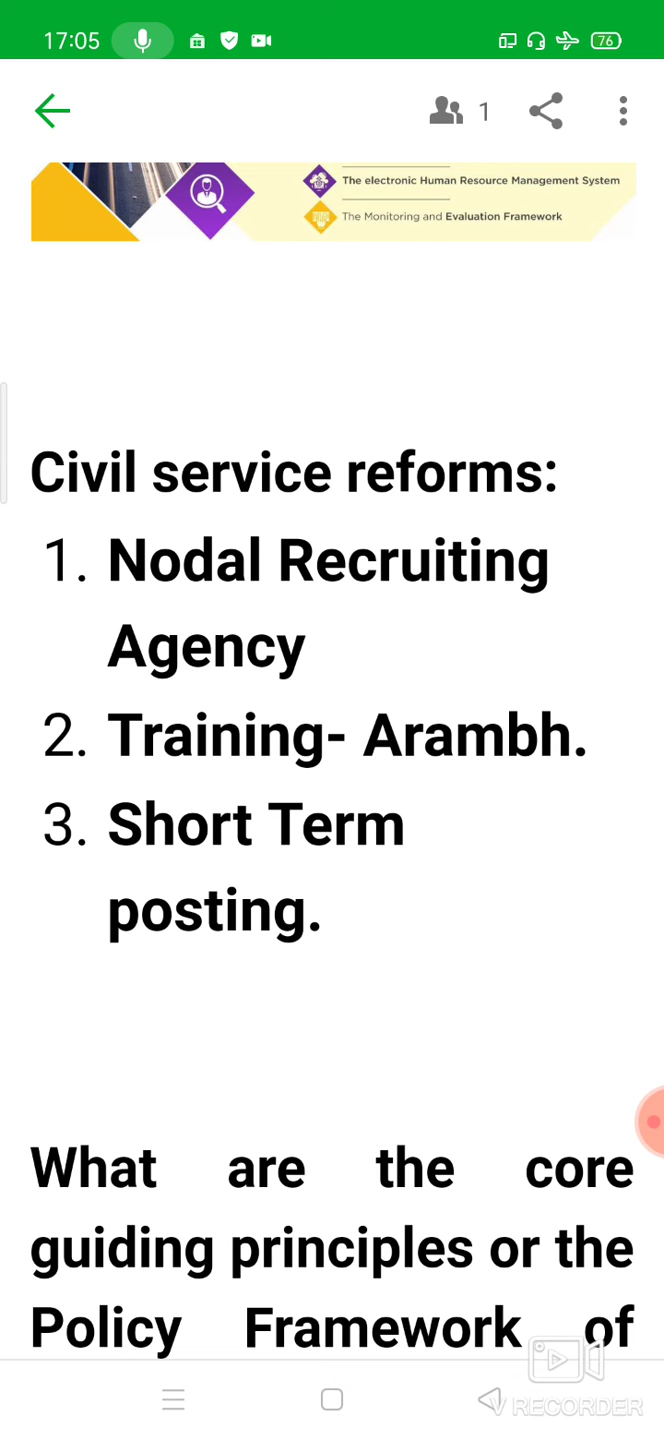 17:05
76
1
The electronic Human Resource Management System
The Monitoring and Evaluation Framework
Civil service reforms:
1. Nodal Recruiting
Agency
2. Training- Arambh.
3. Short Term
posting.
What are the core
guiding principles or the
Policy Framework of
V RECORDER